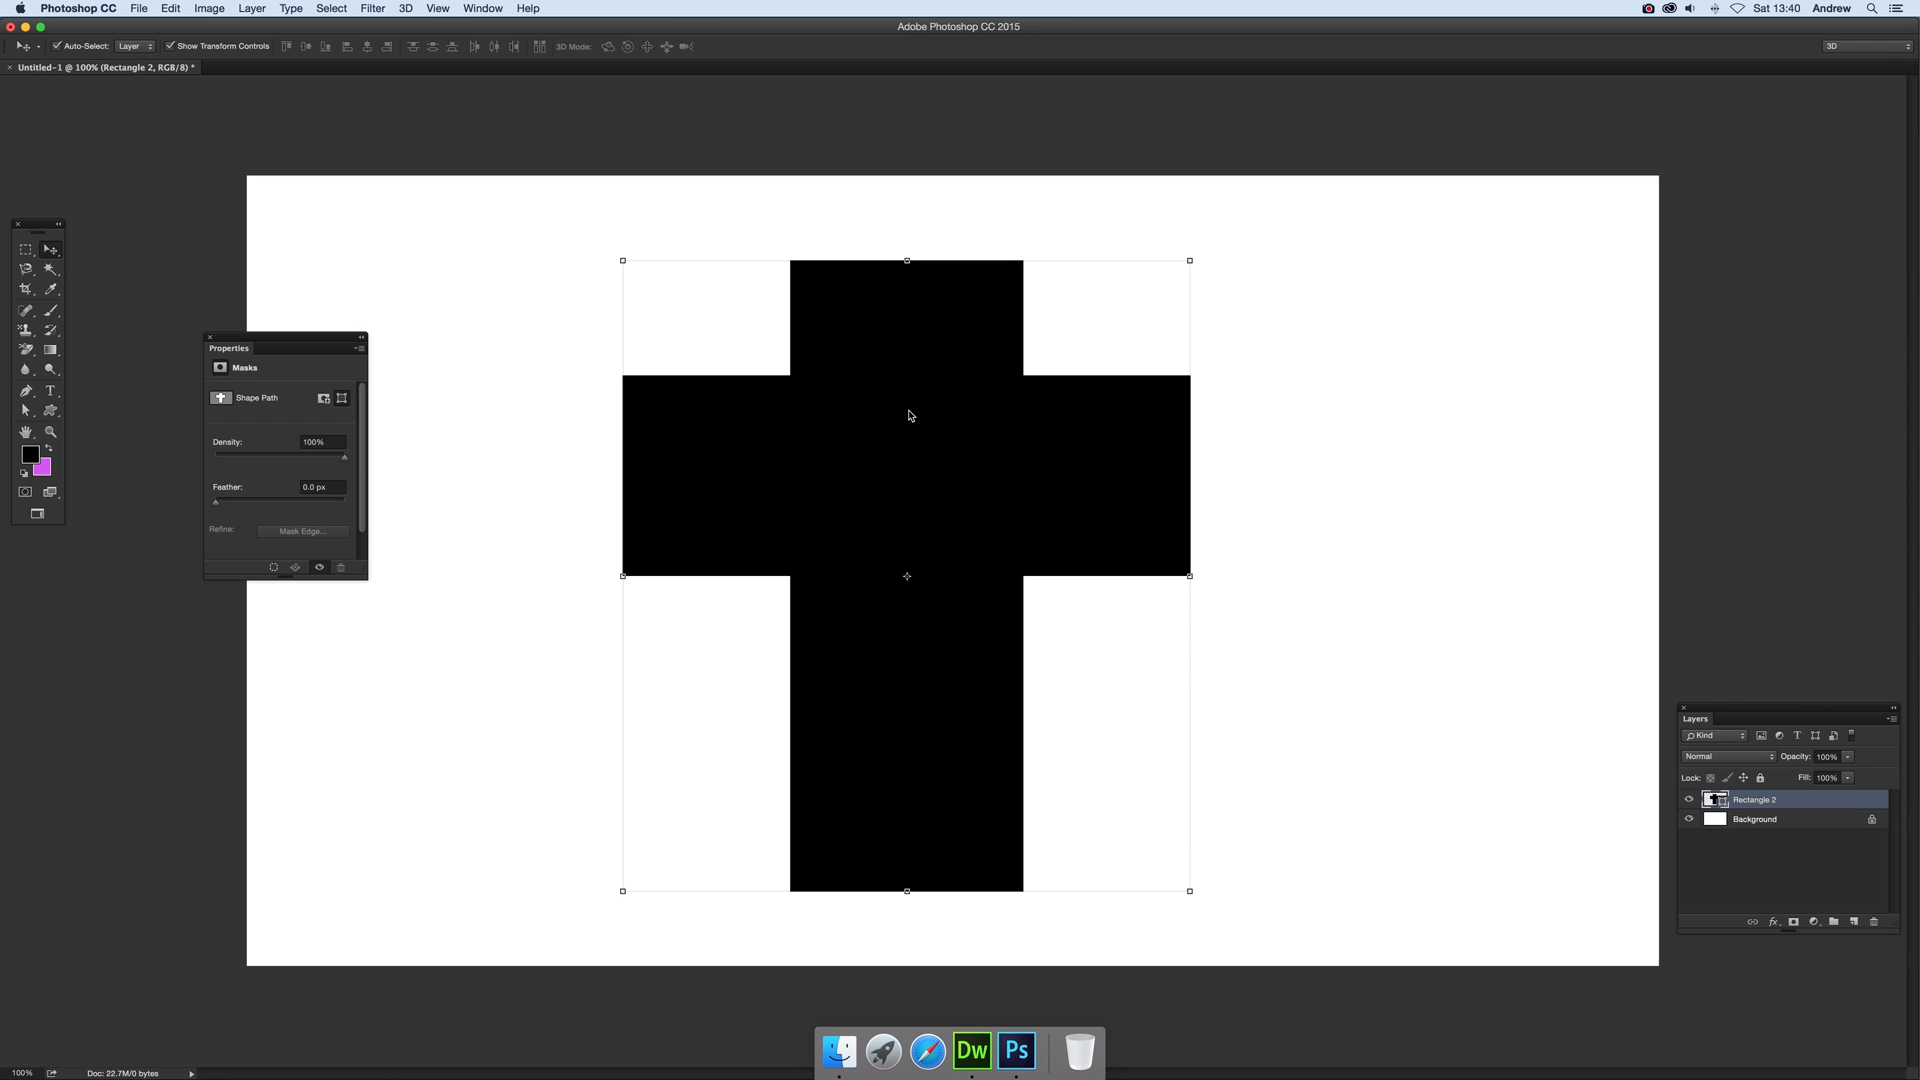 Photoshop CC File Edit Image Layer Type Select Filter 3D View Window Help Sat 13:40 Andrew
Adobe Photoshop CC 2015
Auto-Select: Layer Show Transform Controls 3D Mode: 3D
Untitled-1 @ 100% (Rectangle 2, RGB/8) *
Properties
Masks
Shape Path
Density: 100%
Feather: 0.0 px
Refine: Mask Edge...
T
Layers
Kind T
Normal Opacity: 100%
Lock: Fill: 100%
Rectangle 2
Background
fx
Dw Ps
100% Doc: 22.7M/0 bytes